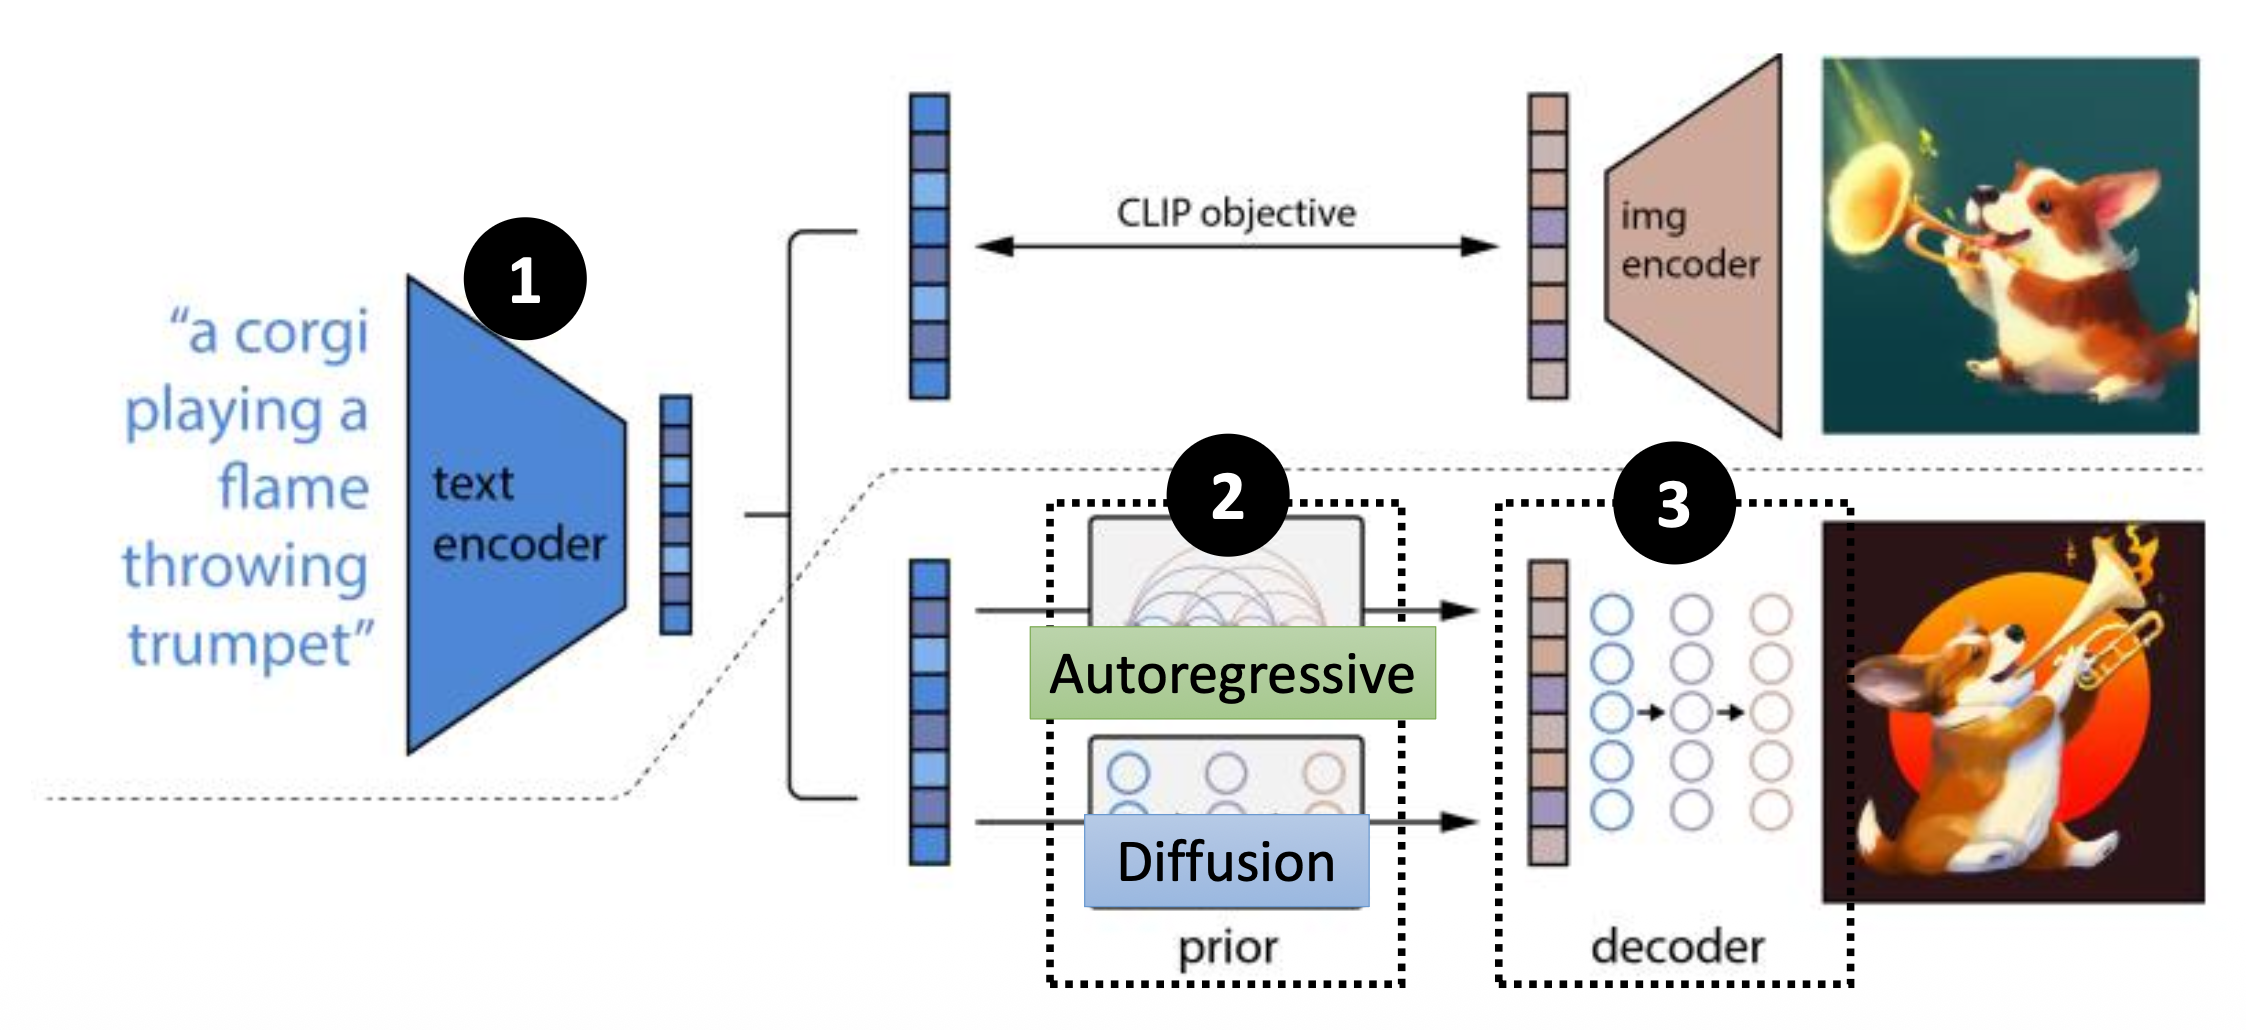 1
“a corgi
playing a
flame
throwing
trumpet”
text
encoder
CLIP objective
img
encoder
2
Autoregressive
Diffusion
prior
3
decoder